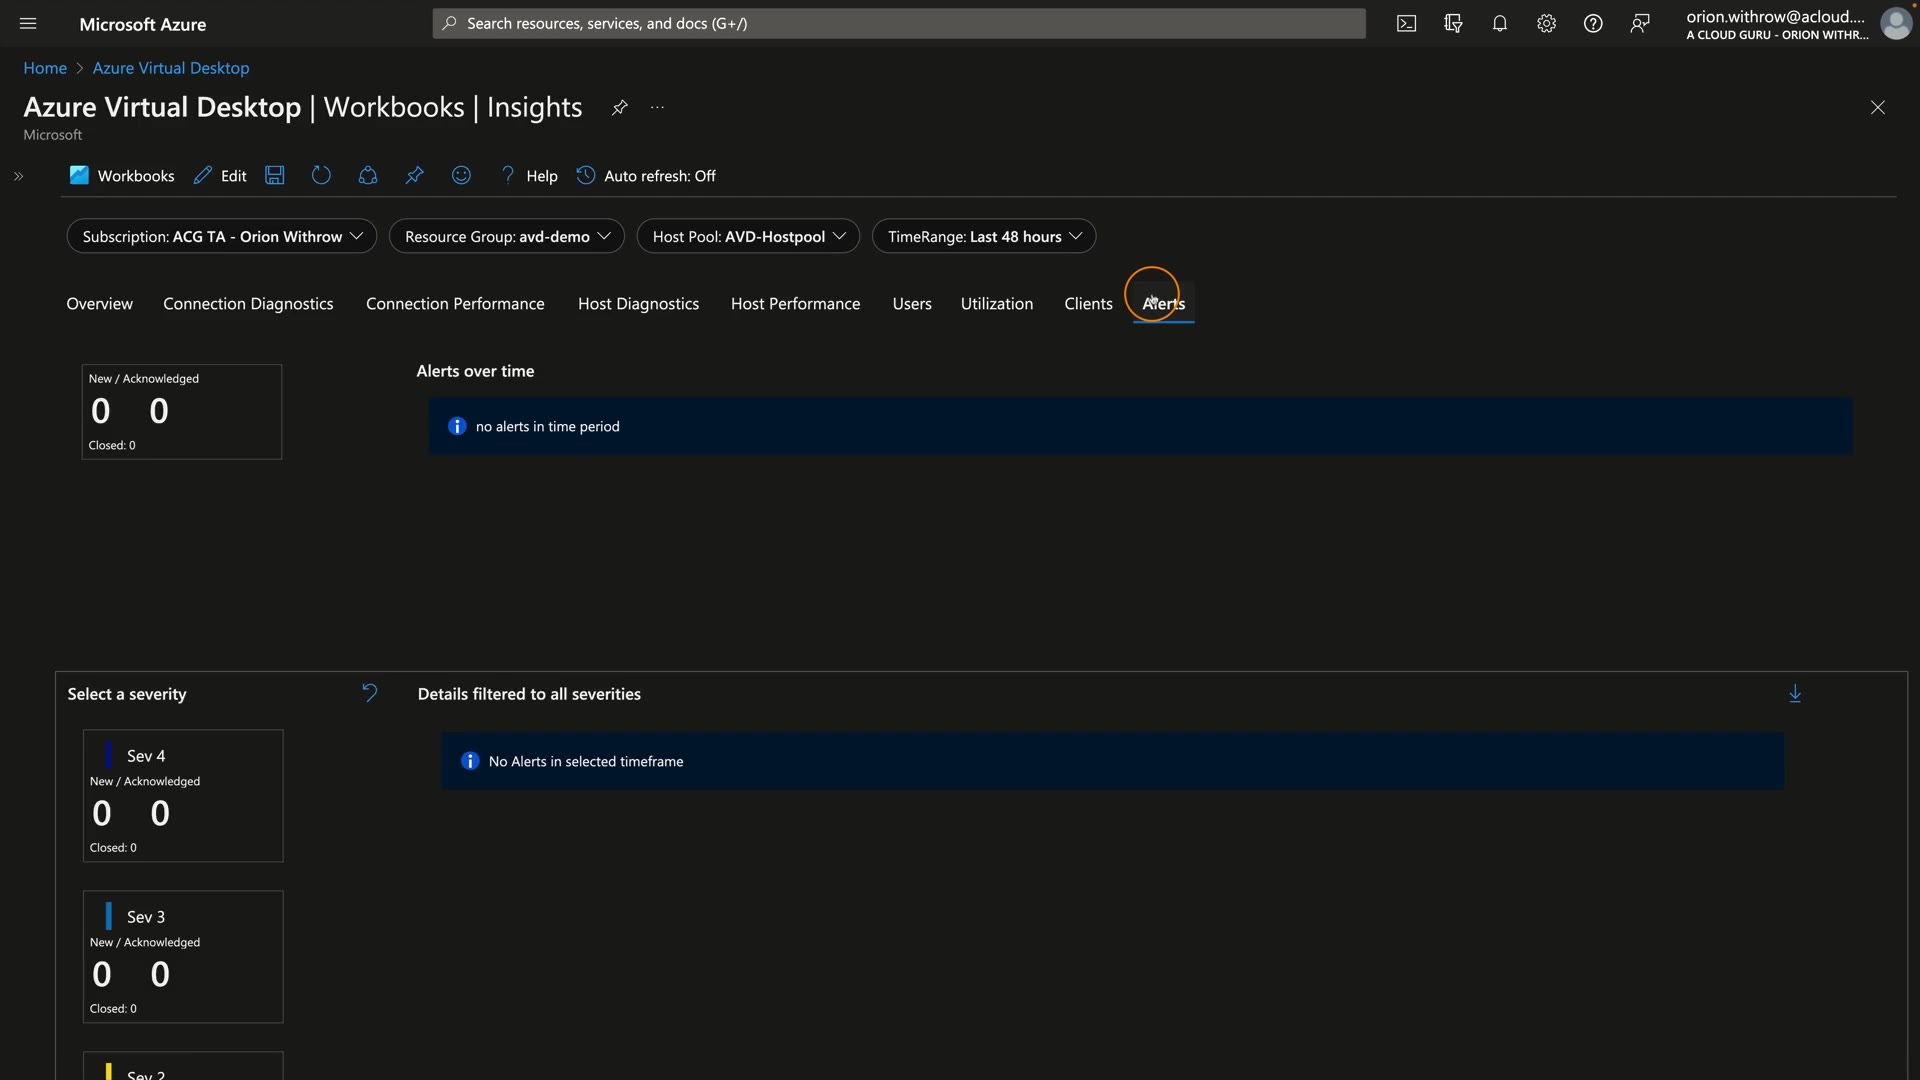 Microsoft Azure
Search resources, services, and docs (G+/)
orion.withrow@acloud....
A CLOUD GURU - ORION WITHR...
Home > Azure Virtual Desktop
Azure Virtual Desktop | Workbooks | Insights ...
Microsoft
Workbooks Edit ? Help Auto refresh: Off
Subscription: ACG TA - Orion Withrow Resource Group: avd-demo Host Pool: AVD-Hostpool TimeRange: Last 48 hours
Overview Connection Diagnostics Connection Performance Host Diagnostics Host Performance Users Utilization Clients Alerts
New / Acknowledged
0 0
Closed: 0
Alerts over time
no alerts in time period
Select a severity
Details filtered to all severities
Sev 4
New / Acknowledged
0 0
Closed: 0
No Alerts in selected timeframe
Sev 3
New / Acknowledged
0 0
Closed: 0
Sev 2